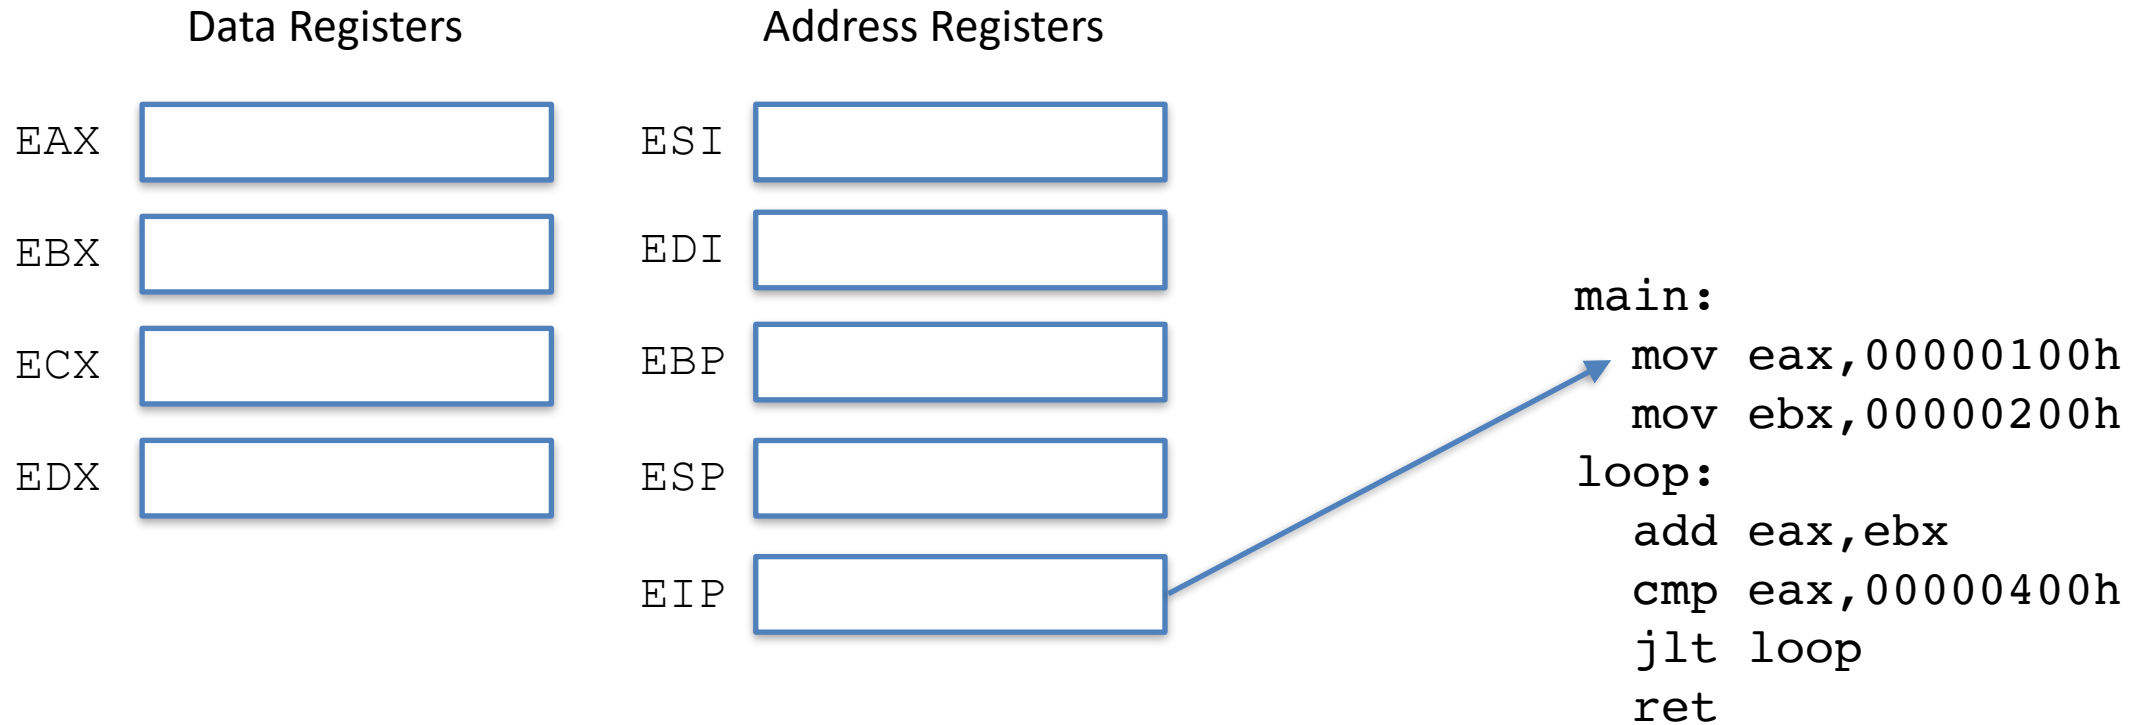 Data Registers
Address Registers
EAX
EBX
ECX
EDX
ESI
EDI
EBP
ESP
EIP
main:
mov eax,00000100h
mov ebx,00000200h
loop:
add eax,ebx
cmp eax,00000400h
jlt loop
ret